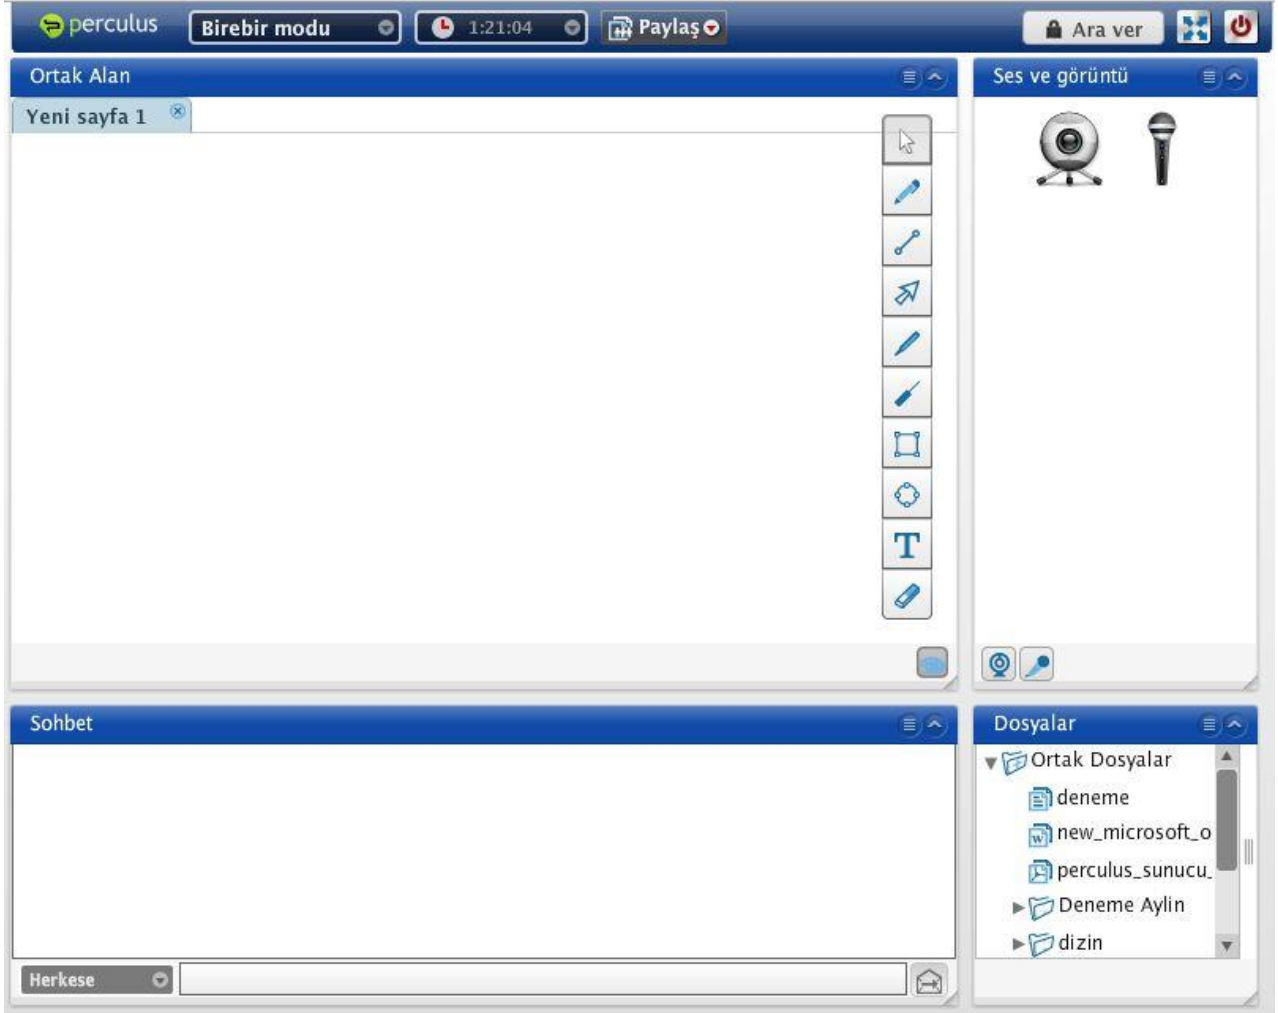 perculus
Birebir modu
1:21:04
Paylaş
Ara ver
Ortak Alan
Ses ve görüntü
Yeni sayfa 1
T
Sohbet
Dosyalar
Ortak Dosyalar
deneme
new_microsoft_o
perculus_sunucu_
Deneme Aylin
dizin
Herkese